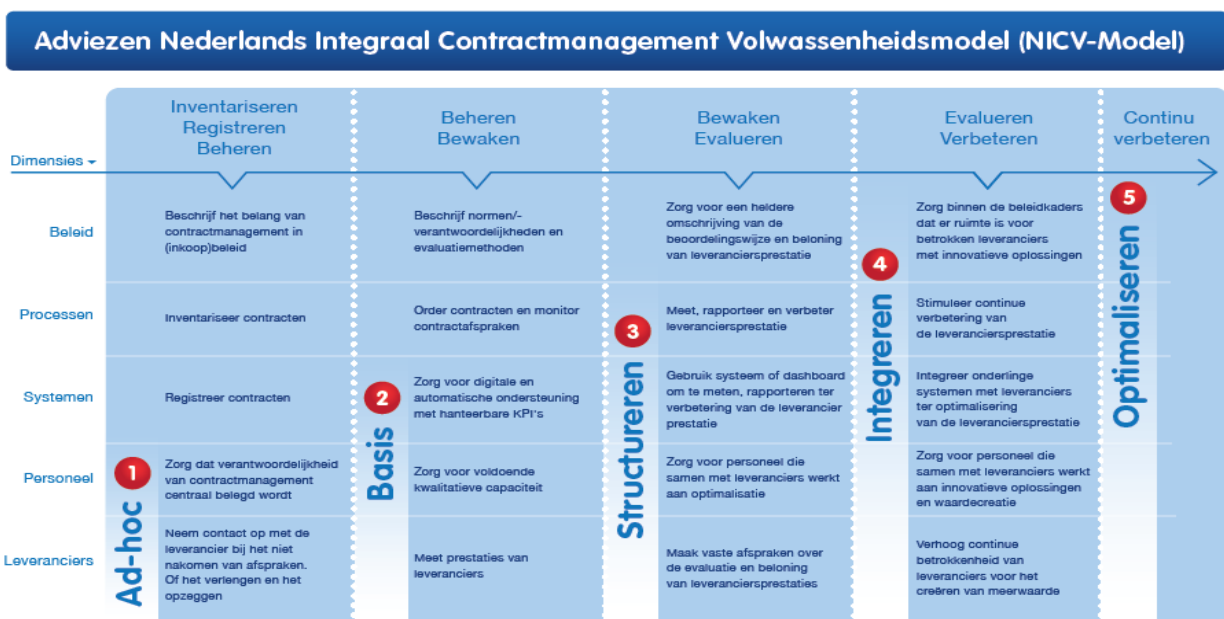 Adviezen Nederlands Integraal Contractmanagement Volwassenheidsmodel (NICV-Model)
Inventariseren
Registreren
Beheren
Beheren
Bewaken
Bewaken
Evalueren
Evalueren
Verbeteren
Continu
verbeteren
Dimensies
Beleid
Beschrijf het belang van
contractmanagement in
(inkoop)beleid
Beschrijf normen/-
verantwoordelijkheden en
evaluatiemethoden
Zorg voor een heldere
omschrijving van de
beoordelingswijze en beloning
van leveranciersprestatie
Zorg binnen de beleidkaders
dat er ruimte is voor
betrokken leveranciers
met innovatieve oplossingen
Processen
Inventariseer contracten
Order contracten en monitor
contractafspraken
Meet, rapporteer en verbeter
leveranciersprestatie
Stimuleer continue
verbetering van
de leveranciersprestatie
Systemen
Registreer contracten
Zorg voor digitale en
automatische ondersteuning
met hanteerbare KPI's
Gebruik systeem of dashboard
om te meten, rapporteren ter
verbetering van de leverancier
prestatie
Integreer onderlinge
systemen met leveranciers
ter optimalisering
van de leveranciersprestatie
Personeel
Zorg dat verantwoordelijkheid
van contractmanagement
centraal belegd wordt
Zorg voor voldoende
kwalitatieve capaciteit
Zorg voor personeel die
samen met leveranciers werkt
aan optimalisatie
Zorg voor personeel die
samen met leveranciers werkt
aan innovatieve oplossingen
en waardecreatie
Leveranciers
Neem contact op met de
leverancier bij het niet
nakomen van afspraken.
Of het verlengen en het
opzeggen
Meet prestaties van
leveranciers
Maak vaste afspraken over
de evaluatie en beloning
van leveranciersprestaties
Verhoog continue
betrokkenheid van
leveranciers voor het
creëren van meerwaarde
1
Ad-hoc
2
Basis
3
Structureren
4
Integreren
5
Optimaliseren